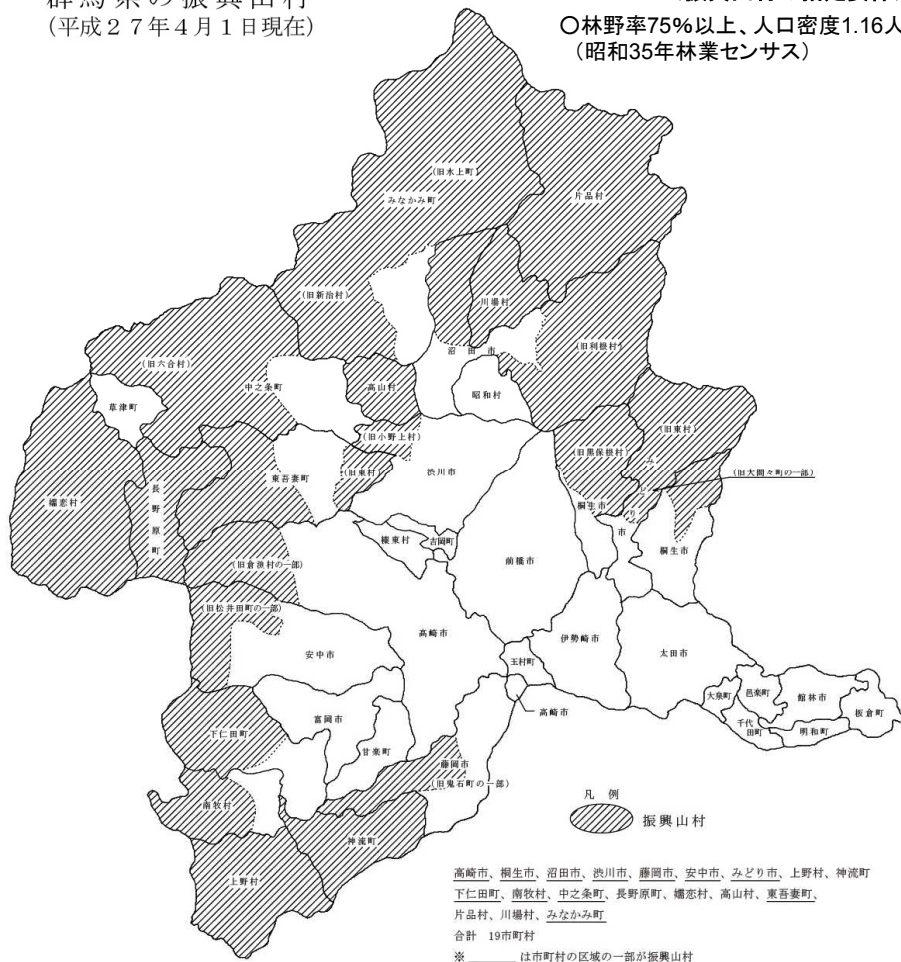 群馬県の振興山村
(平成27年4月1日現在)
〇林野率75%以上、人口密度1.16人
(昭和35年林業センサス)
(旧水上町)
みなかみ町
片品村
(旧新治村)
川場村
沼田市
(旧利根村)
(旧六合村)
中之条町
高山村
昭和村
草津町
(旧小野上村)
(旧東村)
(旧黒保根村)
(旧大間々町の一部)
東吾妻町
(旧東村)
渋川市
嬬恋村
長野原町
桐生市
みどり市
桐生市
榛東村
吉岡町
前橋市
(旧倉渕村の一部)
(旧松井田町の一部)
高崎市
伊勢崎市
太田市
安中市
玉村町
大泉町
邑楽町
館林市
板倉町
高崎市
千代
田町
明和町
富岡市
下仁田町
甘楽町
藤岡市
(旧鬼石町の一部)
南牧村
神流町
上野村
凡 例
振興山村
高崎市、桐生市、沼田市、渋川市、藤岡市、安中市、みどり市、上野村、神流町
下仁田町、南牧村、中之条町、長野原町、嬬恋村、高山村、東吾妻町、
片品村、川場村、みなかみ町
合計 19市町村
※ ______ は市町村の区域の一部が振興山村